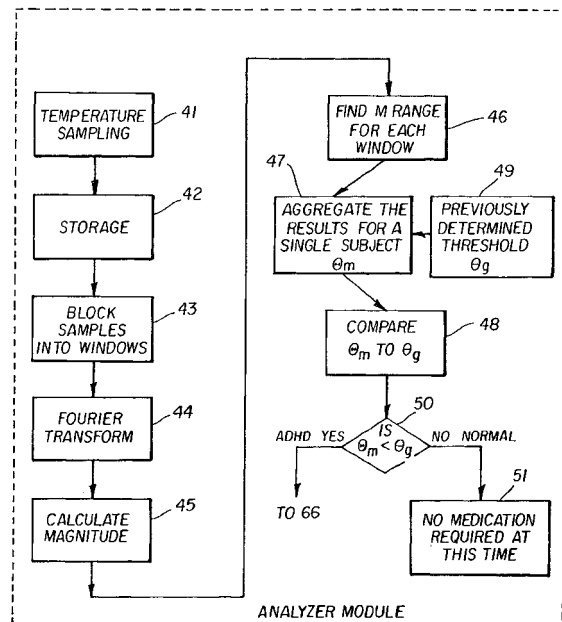 41
TEMPERATURE
SAMPLING
42
STORAGE
43
BLOCK
SAMPLES
INTO WINDOWS
44
FOURIER
TRANSFORM
45
CALCULATE
MAGNITUDE
46
FIND M RANGE
FOR EACH
WINDOW
47
AGGREGATE THE
RESULTS FOR A
SINGLE SUBJECT
Θm
49
PREVIOUSLY
DETERMINED
THRESHOLD
Θg
48
COMPARE
Θm TO Θg
50
IS
Θm < Θg
ADHD YES
NO NORMAL
TO 66
51
NO MEDICATION
REQUIRED AT
THIS TIME
ANALYZER MODULE